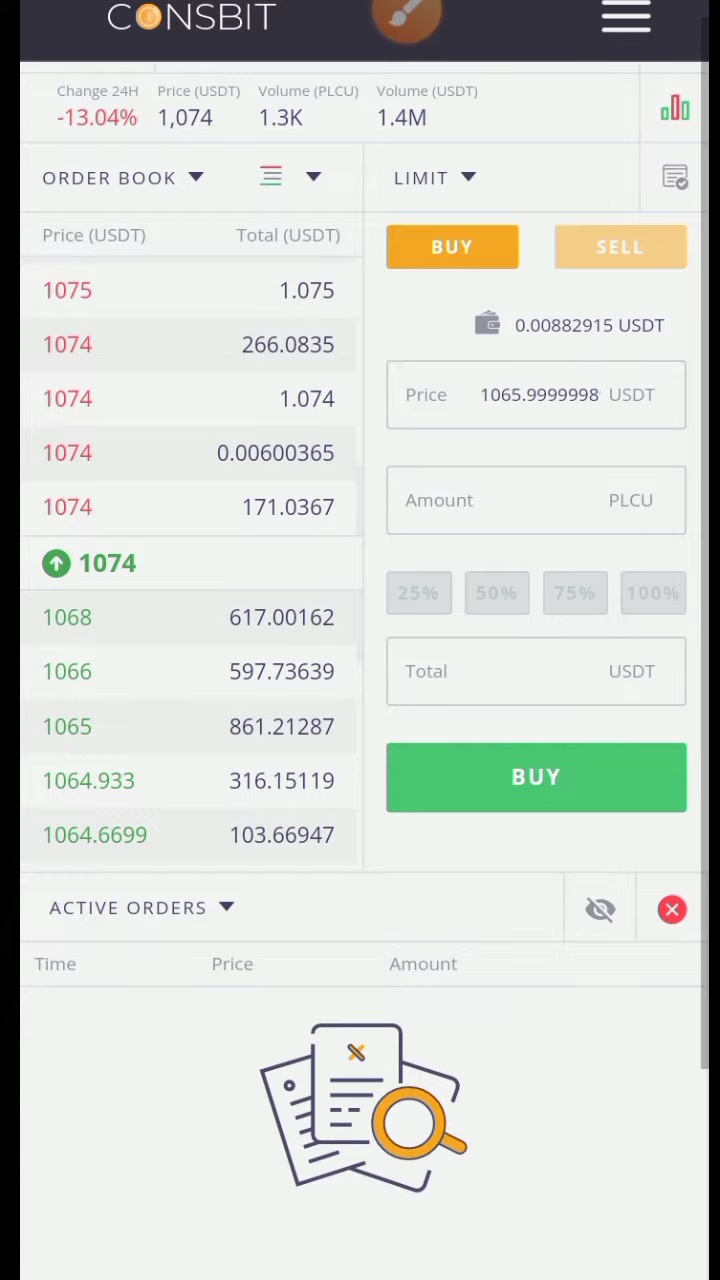 CONSBIT
Change 24H Price (USDT) Volume (PLCU) Volume (USDT)
-13.04% 1,074 1.3K 1.4M
ORDER BOOK LIMIT
Price (USDT) Total (USDT)
BUY SELL
1075 1.075
0.00882915 USDT
1074 266.0835
Price 1065.9999998 USDT
1074 1.074
1074 0.00600365
Amount PLCU
1074 171.0367
1074
25% 50% 75% 100%
1068 617.00162
1066 597.73639
Total USDT
1065 861.21287
BUY
1064.933 316.15119
1064.6699 103.66947
ACTIVE ORDERS
Time Price Amount